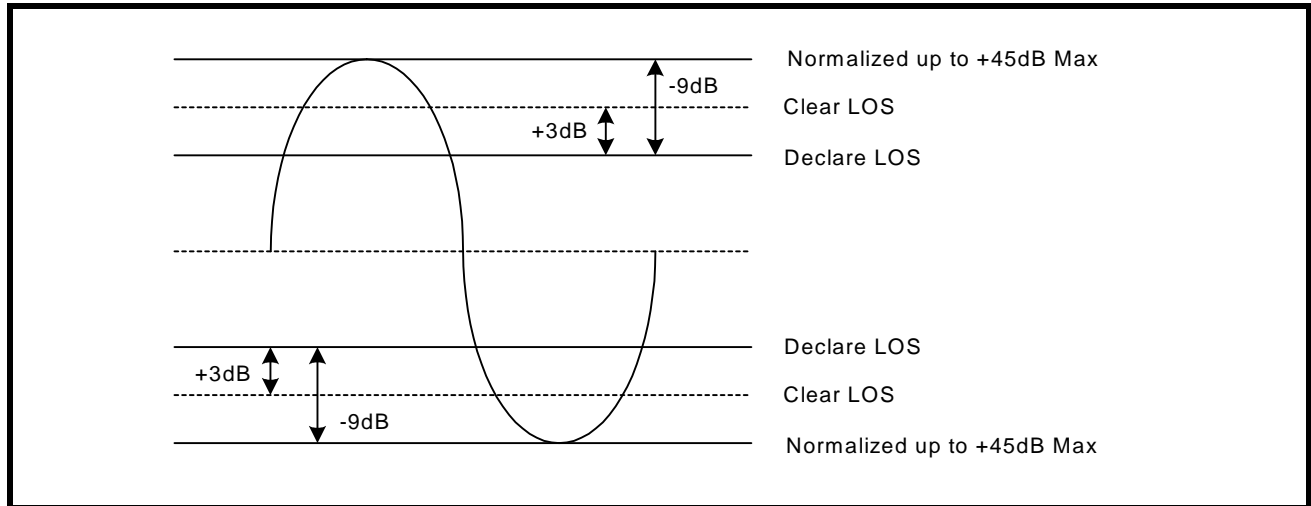 Normalized up to +45dB Max
-9dB
Clear LOS
+3dB
Declare LOS
Declare LOS
+3dB
Clear LOS
-9dB
Normalized up to +45dB Max